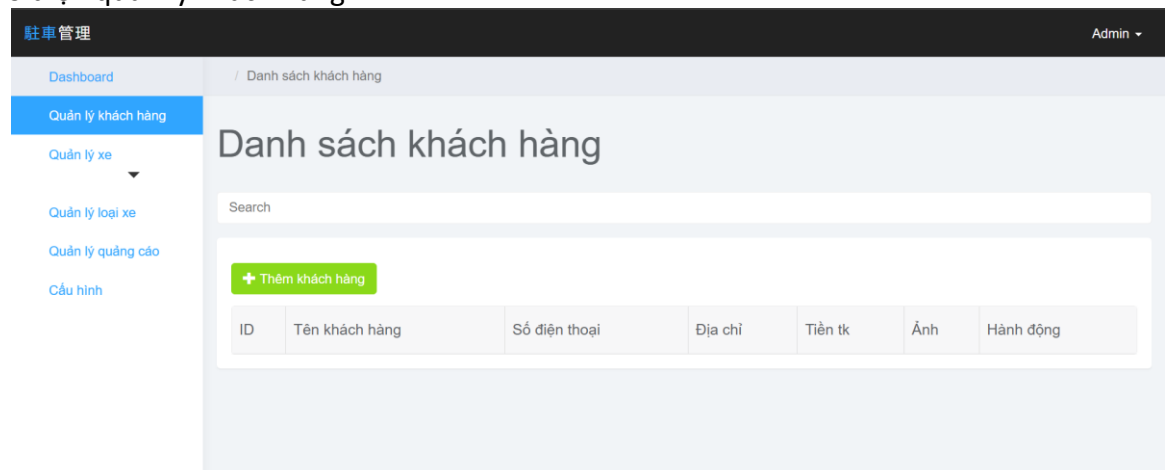 駐車管理
Admin
Dashboard
/ Danh sách khách hàng
Quản lý khách hàng
Danh sách khách hàng
Quản lý xe
Search
Quản lý loại xe
Quản lý quảng cáo
Thêm khách hàng
Cấu hình
ID Tên khách hàng Số điện thoại Địa chỉ Tiền tk Ảnh Hành động